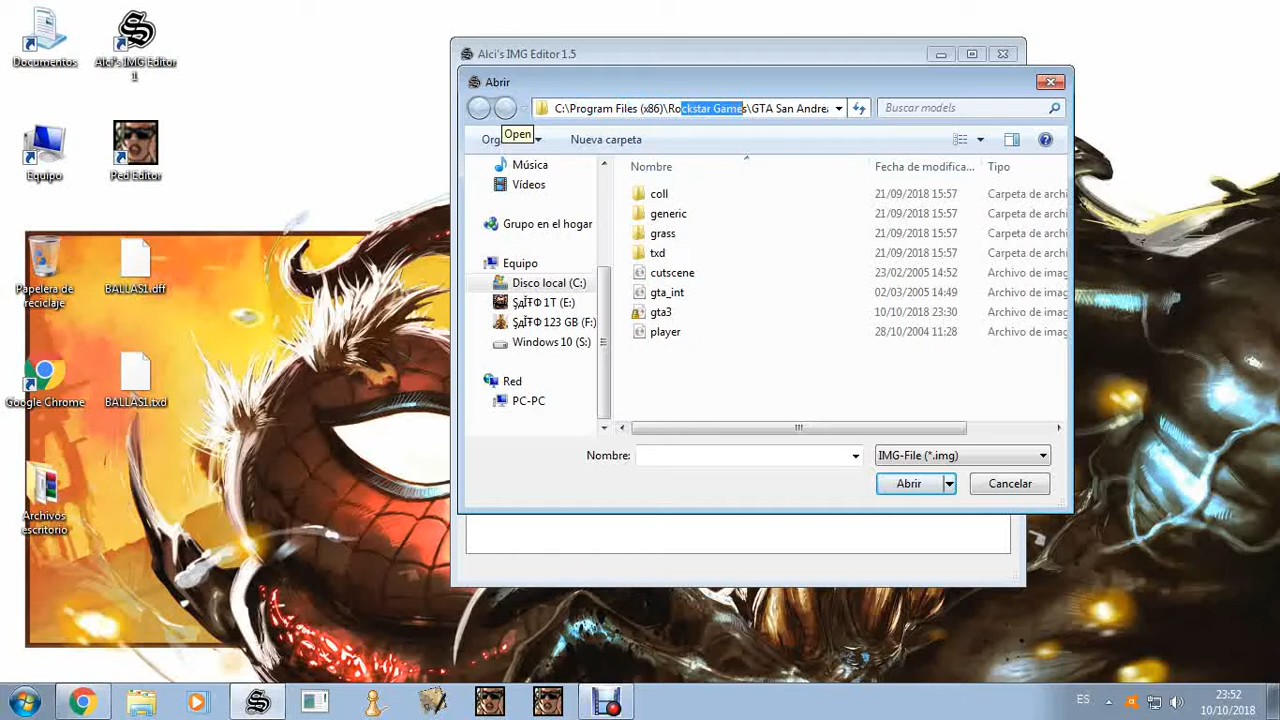 Documentos
Alci's IMG Editor
1
Equipo
Ped Editor
Papelera de
reciclaje
BALLAS1.dff
Google Chrome
BALLAS1.txd
Archivos
escritorio
Alci's IMG Editor 1.5
Abrir
C:\Program Files (x86)\Rockstar Games\GTA San Andrea
Buscar models
Open
Nueva carpeta
Música
Vídeos
Grupo en el hogar
Equipo
Disco local (C:)
ŞдĬŦΦ 1T (E:)
ŞдĬŦΦ 123 GB (F:)
Windows 10 (S:)
Red
PC-PC
Nombre
Fecha de modifica...
Tipo
coll
21/09/2018 15:57
Carpeta de archi
generic
21/09/2018 15:57
Carpeta de archi
grass
21/09/2018 15:57
Carpeta de archi
txd
21/09/2018 15:57
Carpeta de archi
cutscene
23/02/2005 14:52
Archivo de imag
gta_int
02/03/2005 14:49
Archivo de imag
gta3
10/10/2018 23:30
Archivo de imag
player
28/10/2004 11:28
Archivo de imag
Nombre:
IMG-File (*.img)
Abrir
Cancelar
ES
23:52
10/10/2018